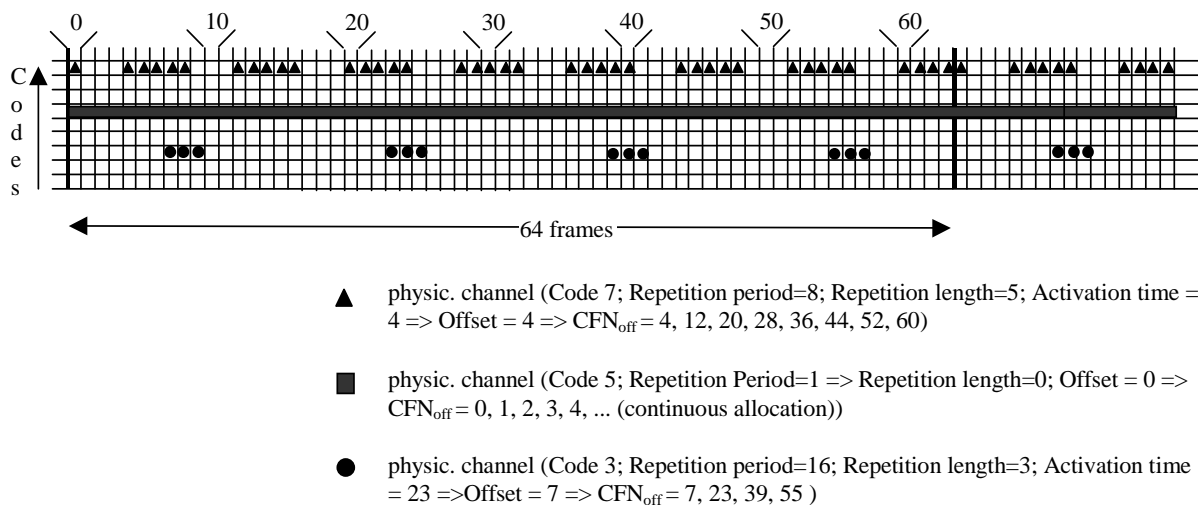 0 10 20 30 40 50 60
C
o
d
e
s
64 frames
physic. channel (Code 7; Repetition period=8; Repetition length=5; Activation time =
4 => Offset = 4 => CFNoff = 4, 12, 20, 28, 36, 44, 52, 60)
physic. channel (Code 5; Repetition Period=1 => Repetition length=0; Offset = 0 =>
CFNoff = 0, 1, 2, 3, 4, ... (continuous allocation))
physic. channel (Code 3; Repetition period=16; Repetition length=3; Activation time
= 23 =>Offset = 7 => CFNoff = 7, 23, 39, 55 )